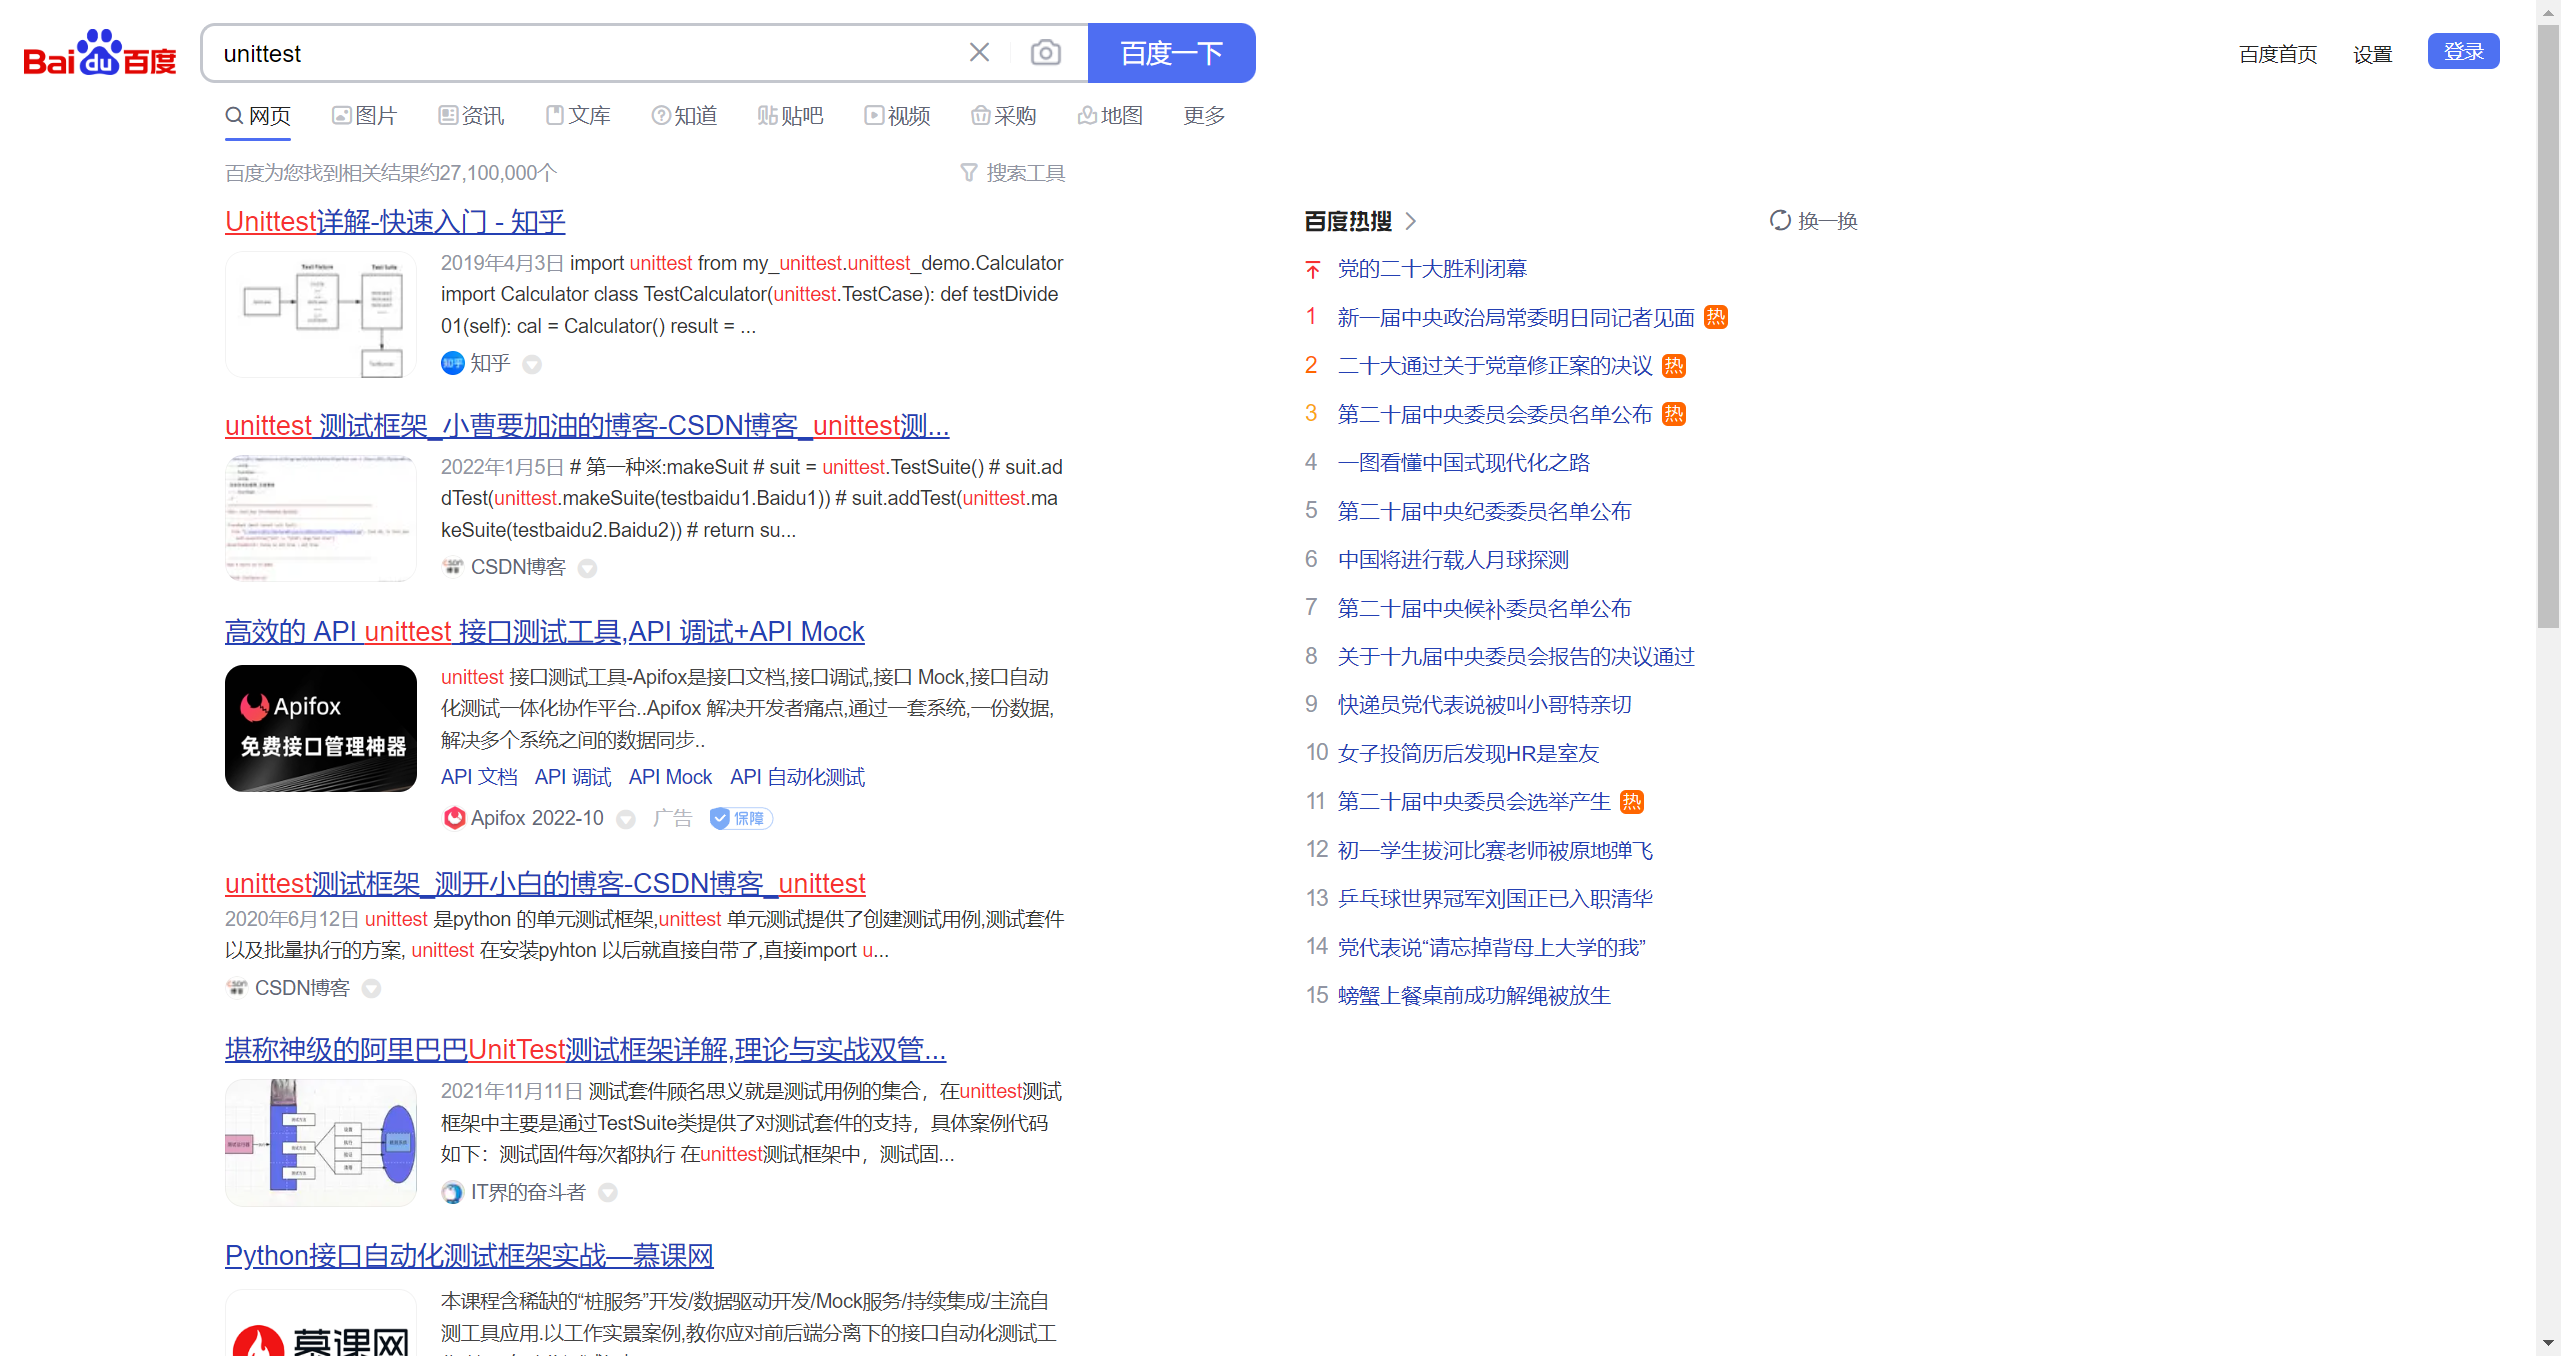 Bai du 百度
unittest
百度一下
百度首页 设置 登录
网页 图片 资讯 文库 知道 贴吧 视频 采购 地图 更多
百度为您找到相关结果约27,100,000个 搜索工具
Unittest详解-快速入门 - 知乎
Test Fixture Test Suite
2019年4月3日 import unittest from my_unittest.unittest_demo.Calculator
import Calculator class TestCalculator(unittest.TestCase): def testDivide
01(self): cal = Calculator() result = ...
知乎 知乎
unittest 测试框架_小曹要加油的博客-CSDN博客_unittest测...
2022年1月5日 # 第一种※:makeSuit # suit = unittest.TestSuite() # suit.ad
dTest(unittest.makeSuite(testbaidu1.Baidu1)) # suit.addTest(unittest.ma
keSuite(testbaidu2.Baidu2)) # return su...
CSDN博客
高效的 API unittest 接口测试工具,API 调试+API Mock
Apifox
免费接口管理神器
unittest 接口测试工具-Apifox是接口文档,接口调试,接口 Mock,接口自动
化测试一体化协作平台..Apifox 解决开发者痛点,通过一套系统,一份数据,
解决多个系统之间的数据同步..
API 文档 API 调试 API Mock API 自动化测试
Apifox 2022-10 广告 保障
unittest测试框架_测开小白的博客-CSDN博客_unittest
2020年6月12日 unittest 是python 的单元测试框架,unittest 单元测试提供了创建测试用例,测试套件
以及批量执行的方案, unittest 在安装pyhton 以后就直接自带了,直接import u...
CSDN博客
堪称神级的阿里巴巴UnitTest测试框架详解,理论与实战双管...
2021年11月11日 测试套件顾名思义就是测试用例的集合，在unittest测试
框架中主要是通过TestSuite类提供了对测试套件的支持，具体案例代码
如下：测试固件每次都执行 在unittest测试框架中，测试固...
IT界的奋斗者
Python接口自动化测试框架实战—慕课网
慕课网
本课程含稀缺的“桩服务”开发/数据驱动开发/Mock服务/持续集成/主流自
测工具应用.以工作实景案例,教你应对前后端分离下的接口自动化测试工
百度热搜 换一换
党的二十大胜利闭幕
1 新一届中央政治局常委明日同记者见面 热
2 二十大通过关于党章修正案的决议 热
3 第二十届中央委员会委员名单公布 热
4 一图看懂中国式现代化之路
5 第二十届中央纪委委员名单公布
6 中国将进行载人月球探测
7 第二十届中央候补委员名单公布
8 关于十九届中央委员会报告的决议通过
9 快递员党代表说被叫小哥特亲切
10 女子投简历后发现HR是室友
11 第二十届中央委员会选举产生 热
12 初一学生拔河比赛老师被原地弹飞
13 乒乓球世界冠军刘国正已入职清华
14 党代表说“请忘掉背母上大学的我”
15 螃蟹上餐桌前成功解绳被放生